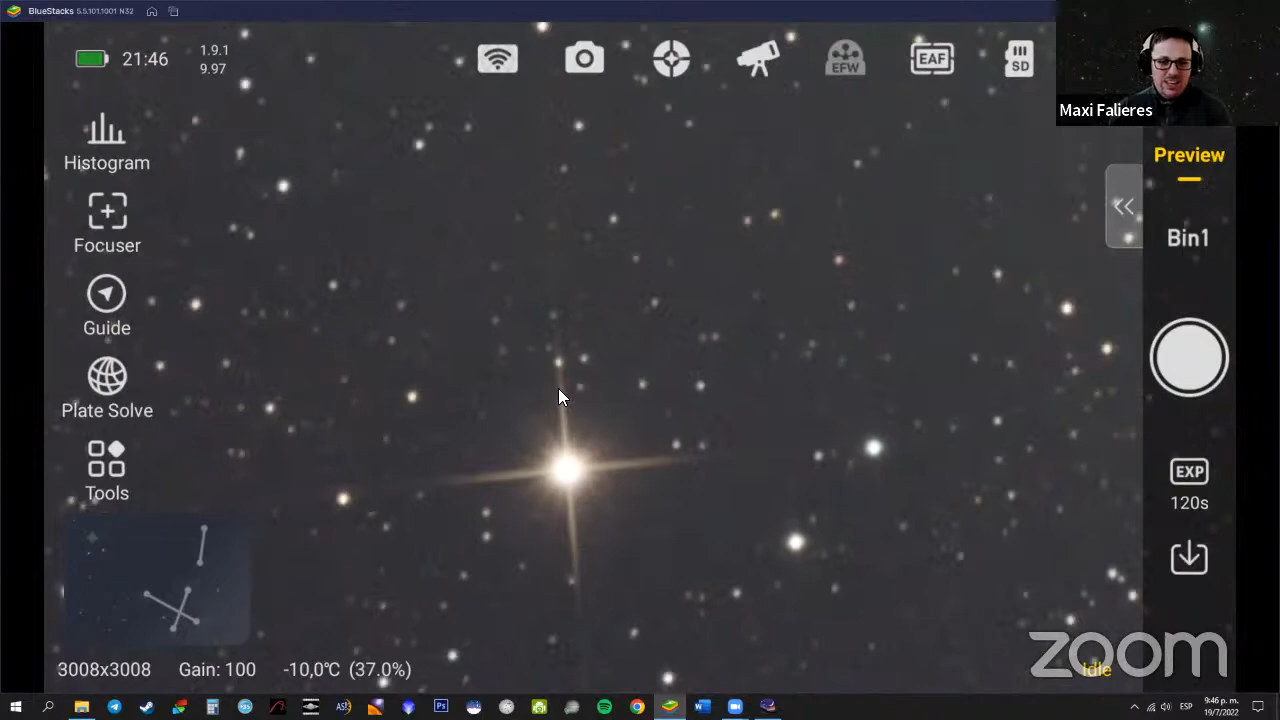 BlueStacks 5.5.101.1001 N32
21:46
1.9.1
9.97
EFW
EAF
SD
Maxi Falieres
Histogram
Focuser
Guide
Plate Solve
Tools
Preview
Bin1
EXP
120s
Idle
3008x3008 Gain: 100 -10,0℃ (37.0%)
zoom
ESP
9:46 p. m.
19/7/2022